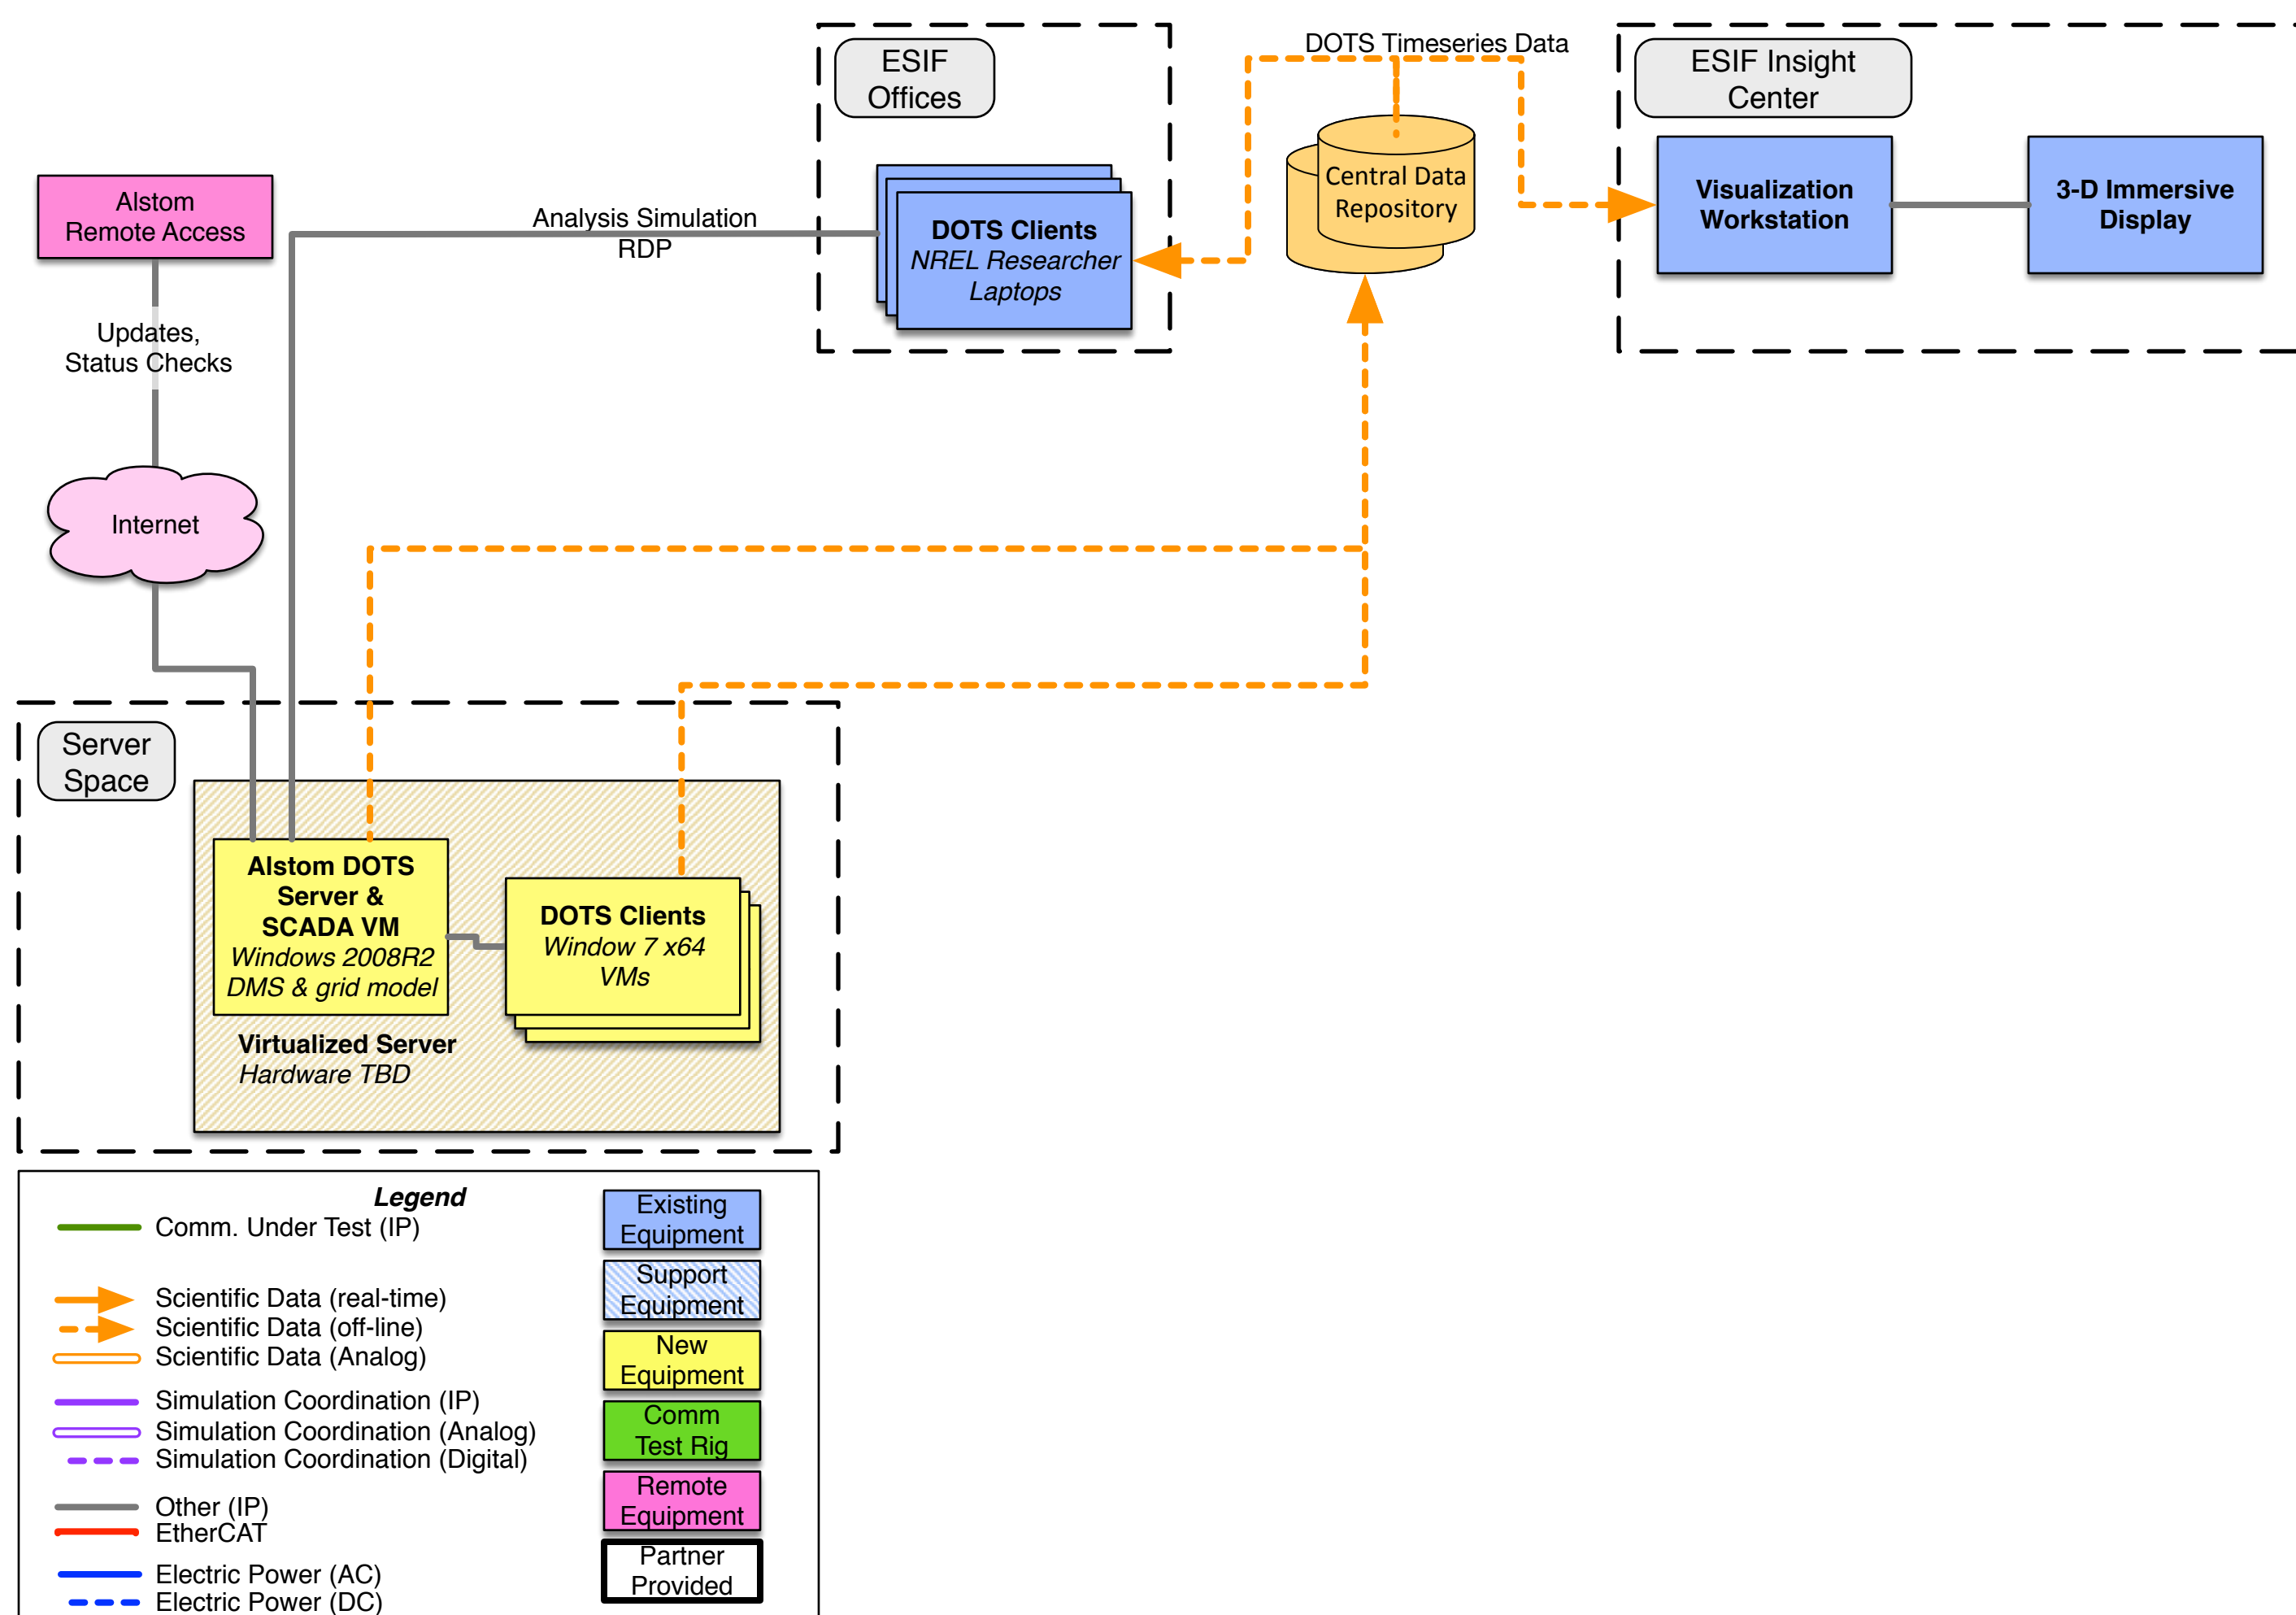 ESIF
Offices
DOTS Timeseries Data
ESIF Insight
Center
Alstom
Remote Access
Analysis Simulation
RDP
DOTS Clients
NREL Researcher
Laptops
Central Data
Repository
Visualization
Workstation
3-D Immersive
Display
Updates,
Status Checks
Internet
Server
Space
Alstom DOTS
Server &
SCADA VM
Windows 2008R2
DMS & grid model
DOTS Clients
Window 7 x64
VMs
Virtualized Server
Hardware TBD
Legend
Comm. Under Test (IP)
Scientific Data (real-time)
Scientific Data (off-line)
Scientific Data (Analog)
Simulation Coordination (IP)
Simulation Coordination (Analog)
Simulation Coordination (Digital)
Other (IP)
EtherCAT
Electric Power (AC)
Electric Power (DC)
Existing
Equipment
Support
Equipment
New
Equipment
Comm
Test Rig
Remote
Equipment
Partner
Provided